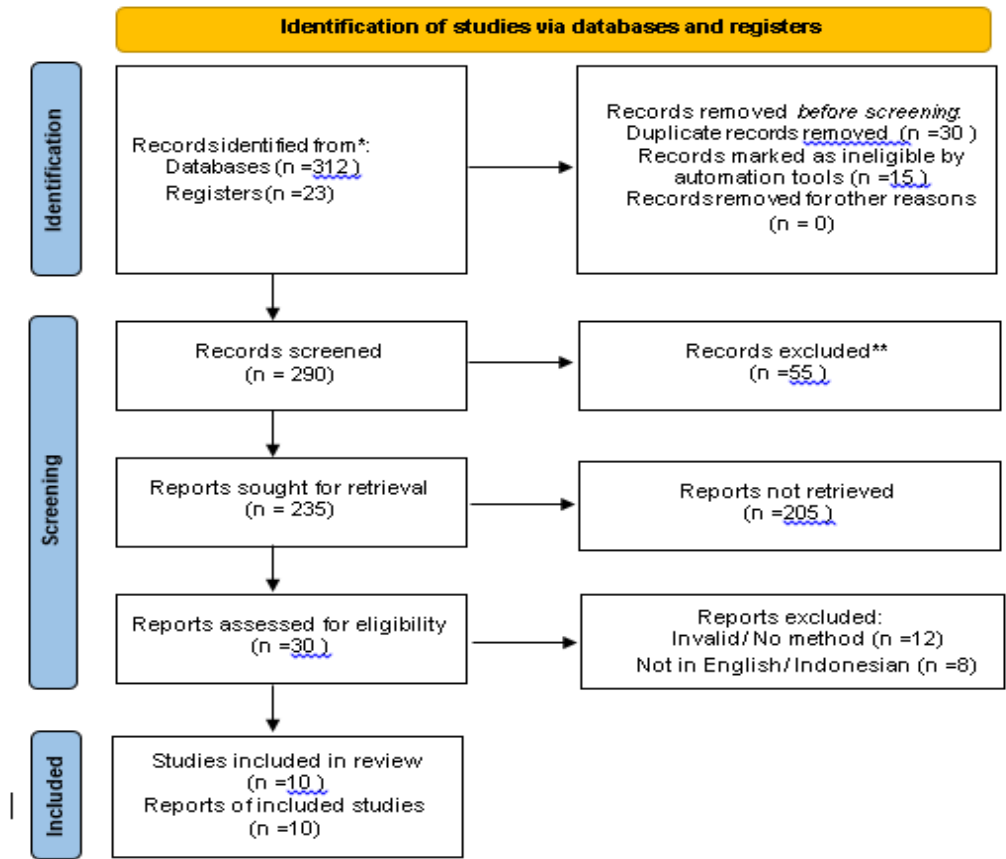 Identification of studies via databases and registers
Identification
Records identified from*:
Databases (n =312 )
Registers (n =23)
Records removed before screening:
Duplicate records removed (n =30 )
Records marked as ineligible by
automation tools (n =15 )
Records removed for other reasons
(n = 0)
Screening
Records screened
(n = 290)
Records excluded**
(n =55 )
Reports sought for retrieval
(n = 235)
Reports not retrieved
(n =205 )
Reports assessed for eligibility
(n =30 )
Reports excluded:
Invalid/ No method (n =12)
Not in English/ Indonesian (n =8)
Included
Studies included in review
(n =10 )
Reports of included studies
(n =10)